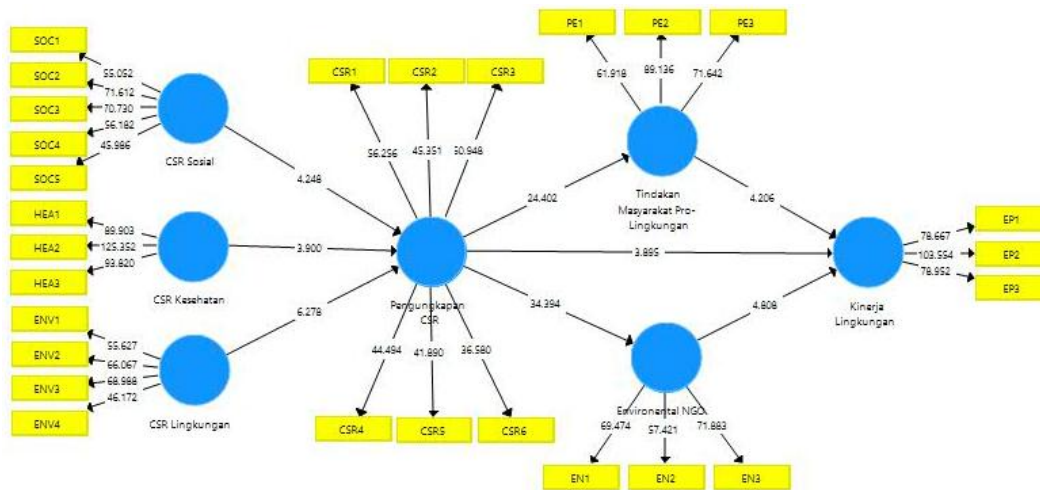 SOC1
SOC2
SOC3
SOC4
SOC5
55.052
71.612
70.730
56.182
45.986
CSR Sosial
HEA1
HEA2
HEA3
89.903
125.352
93.820
CSR Kesehatan
ENV1
ENV2
ENV3
ENV4
55.627
66.067
68.988
46.172
CSR Lingkungan
4.248
3.900
6.278
CSR1
CSR2
CSR3
56.256
45.351
50.948
Pengungkapan
CSR
44.494
41.890
36.580
CSR4
CSR5
CSR6
24.402
3.895
34.394
PE1
PE2
PE3
61.918
89.136
71.642
Tindakan
Masyarakat Pro-
Lingkungan
4.206
4.808
Environental NGO
69.474
57.421
71.883
EN1
EN2
EN3
Kinerja
Lingkungan
78.667
103.554
78.952
EP1
EP2
EP3